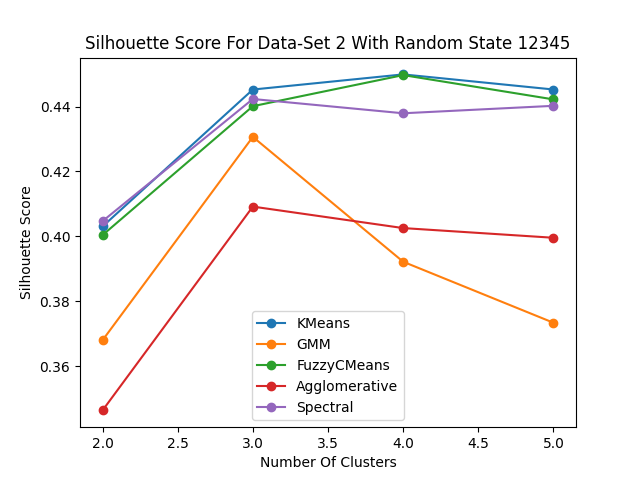 Silhouette Score For Data-Set 2 With Random State 12345
Silhouette Score
0.44
0.42
0.40
0.38
0.36
KMeans
GMM
FuzzyCMeans
Agglomerative
Spectral
2.0 2.5 3.0 3.5 4.0 4.5 5.0
Number Of Clusters